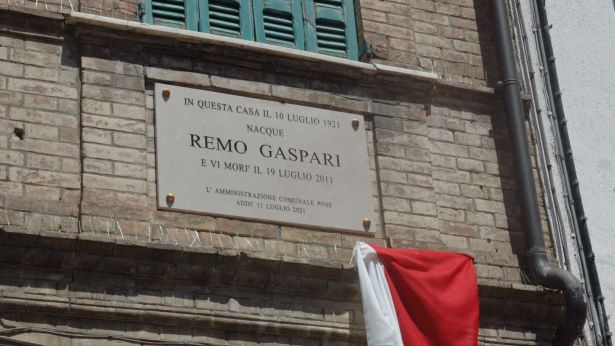 IN QUESTA CASA IL 10 LUGLIO 1921
NACQUE
REMO GASPARI
E VI MORI' IL 19 LUGLIO 2011
L' AMMINISTRAZIONE COMUNALE POSE
ADDI' 11 LUGLIO 2021